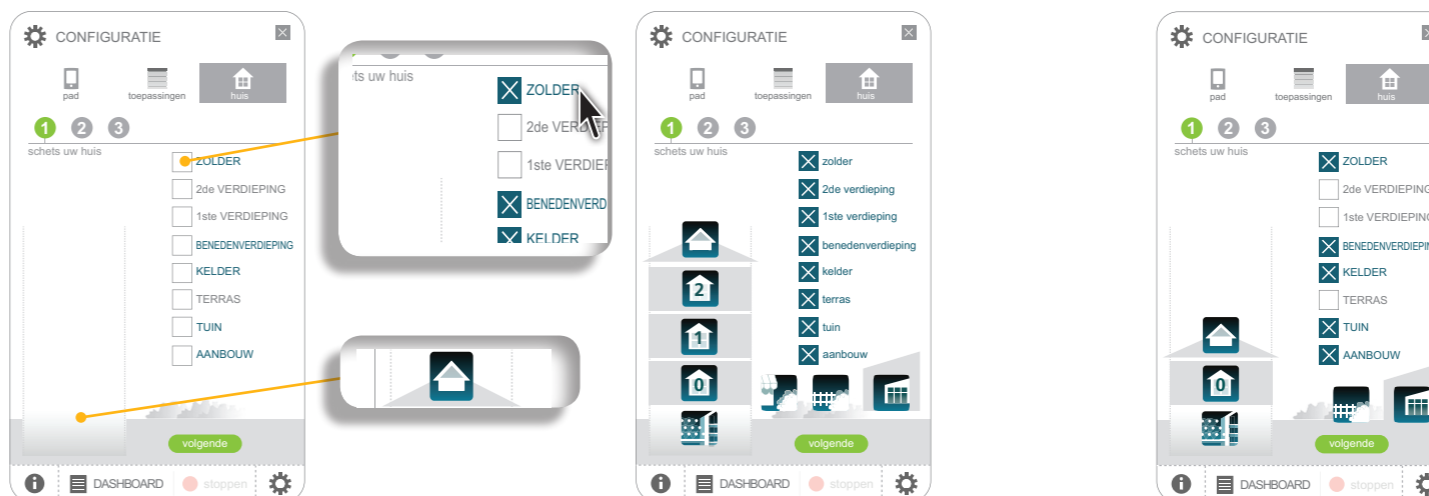 CONFIGURATIE
pad
toepassingen
huis
1 2 3
schets uw huis
ZOLDER
2de VERDIEPING
1ste VERDIEPING
BENEDENVERDIEPING
KELDER
TERRAS
TUIN
AANBOUW
volgende
DASHBOARD
stoppen
ets uw huis
ZOLDER
2de VERDIEP
1ste VERDIEP
BENEDENVERD
KELDER
CONFIGURATIE
pad
toepassingen
huis
1 2 3
schets uw huis
zolder
2de verdieping
1ste verdieping
benedenverdieping
kelder
terras
tuin
aanbouw
2
1
0
volgende
DASHBOARD
stoppen
CONFIGURATIE
pad
toepassingen
huis
1 2 3
schets uw huis
ZOLDER
2de VERDIEPING
1ste VERDIEPING
BENEDENVERDIEPIN
KELDER
TERRAS
TUIN
AANBOUW
0
volgende
DASHBOARD
stoppen